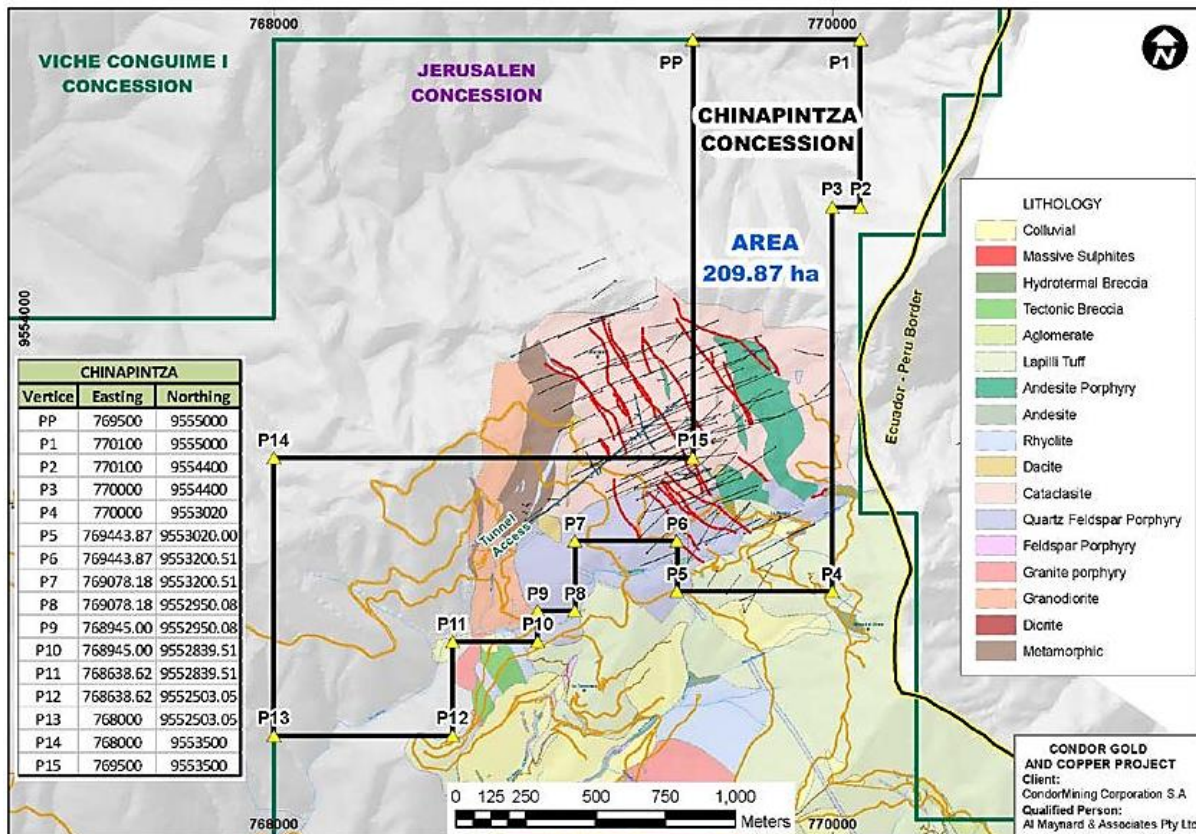 768000
770000
VICHE CONGUIME I
CONCESSION
JERUSALEN
CONCESSION
PP
P1
CHINAPINTZA
CONCESSION
P3
P2
AREA
209.87 ha
9554000
Ecuador - Peru Border
N
LITHOLOGY
Colluvial
Massive Sulphites
Hydrotermal Breccia
Tectonic Breccia
Aglomerate
Lapilli Tuff
Andesite Porphyry
Andesite
Rhyolite
Dacite
Cataclasite
Quartz Feldspar Porphyry
Feldspar Porphyry
Granite porphyry
Granodiorite
Diorite
Metamorphic
CHINAPINTZA
Vertice Easting Northing
PP 769500 9555000
P1 770100 9555000
P2 770100 9554400
P3 770000 9554400
P4 770000 9553020
P5 769443.87 9553020.00
P6 769443.87 9553200.51
P7 769078.18 9553200.51
P8 769078.18 9552950.08
P9 768945.00 9552950.08
P10 768945.00 9552839.51
P11 768638.62 9552839.51
P12 768638.62 9552503.05
P13 768000 9552503.05
P14 768000 9553500
P15 769500 9553500
P14
P15
Tunnel
Access
P7
P6
P5
P4
P9
P8
P10
P11
P13
P12
0 125 250 500 750 1,000
Meters
768000
770000
CONDOR GOLD
AND COPPER PROJECT
Client:
CondorMining Corporation S.A
Qualified Person:
Al Maynard & Associates Pty Ltd